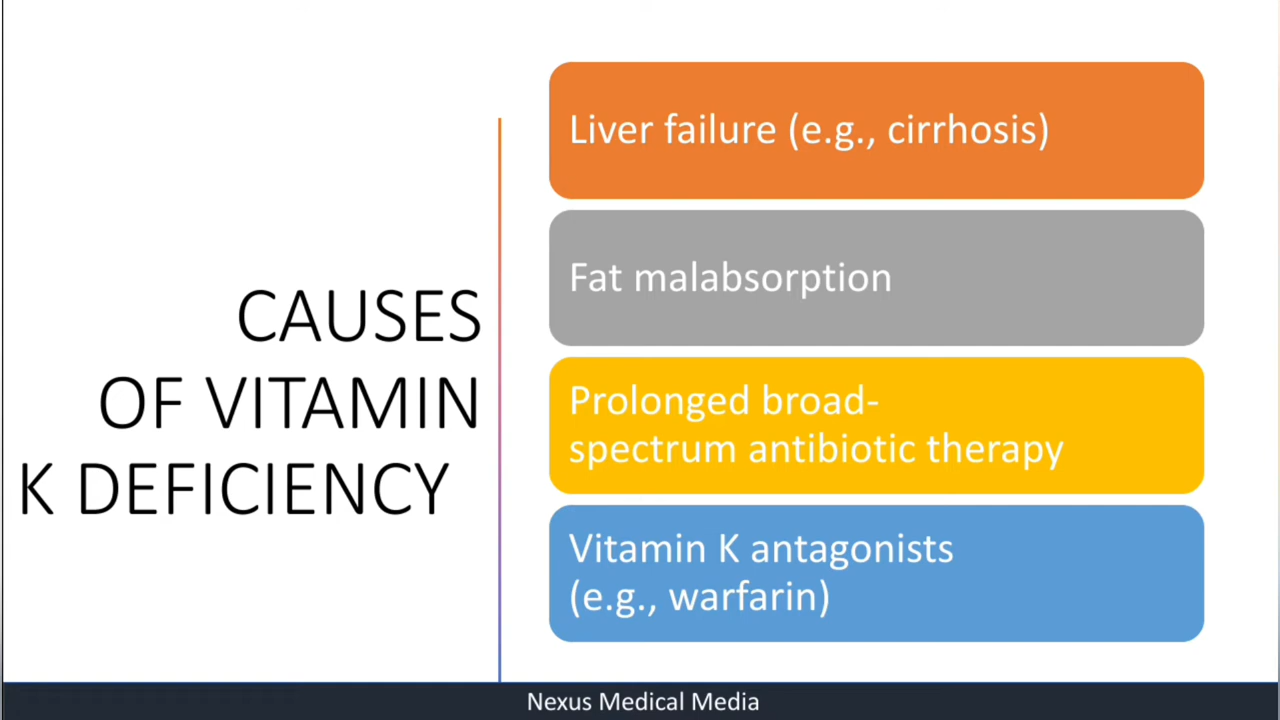 CAUSES
OF VITAMIN
K DEFICIENCY
Liver failure (e.g., cirrhosis)
Fat malabsorption
Prolonged broad-
spectrum antibiotic therapy
Vitamin K antagonists
(e.g., warfarin)
Nexus Medical Media